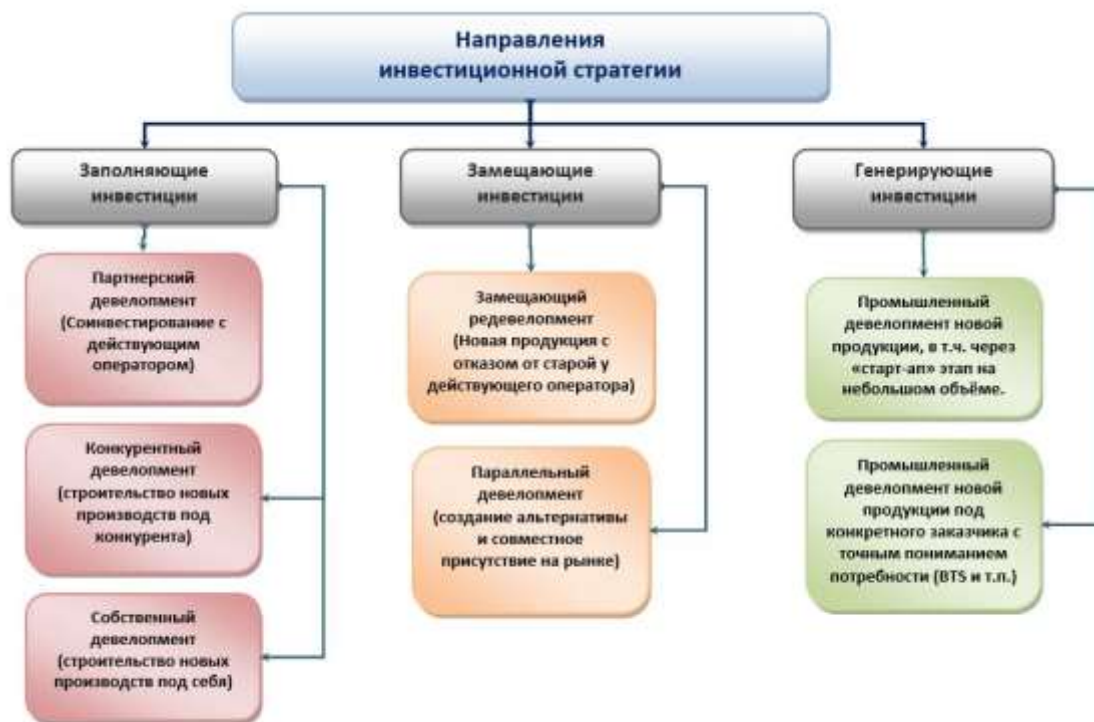 Направления
инвестиционной стратегии
Заполняющие
инвестиции
Партнерский
девелопмент
(Соинвестирование с
действующим
оператором)
Конкурентный
девелопмент
(строительство новых
производств под
конкурента)
Собственный
девелопмент
(строительство новых
производств под себя)
Замещающие
инвестиции
Замещающий
редевелопмент
(Новая продукция с
отказом от старой у
действующего оператора)
Параллельный
девелопмент
(создание альтернативы
и совместное
присутствие на рынке)
Генерирующие
инвестиции
Промышленный
девелопмент новой
продукции, в т.ч. через
«старт-ап» этап на
небольшом объёме.
Промышленный
девелопмент новой
продукции под
конкретного заказчика с
точным пониманием
потребности (BTS и т.п.)